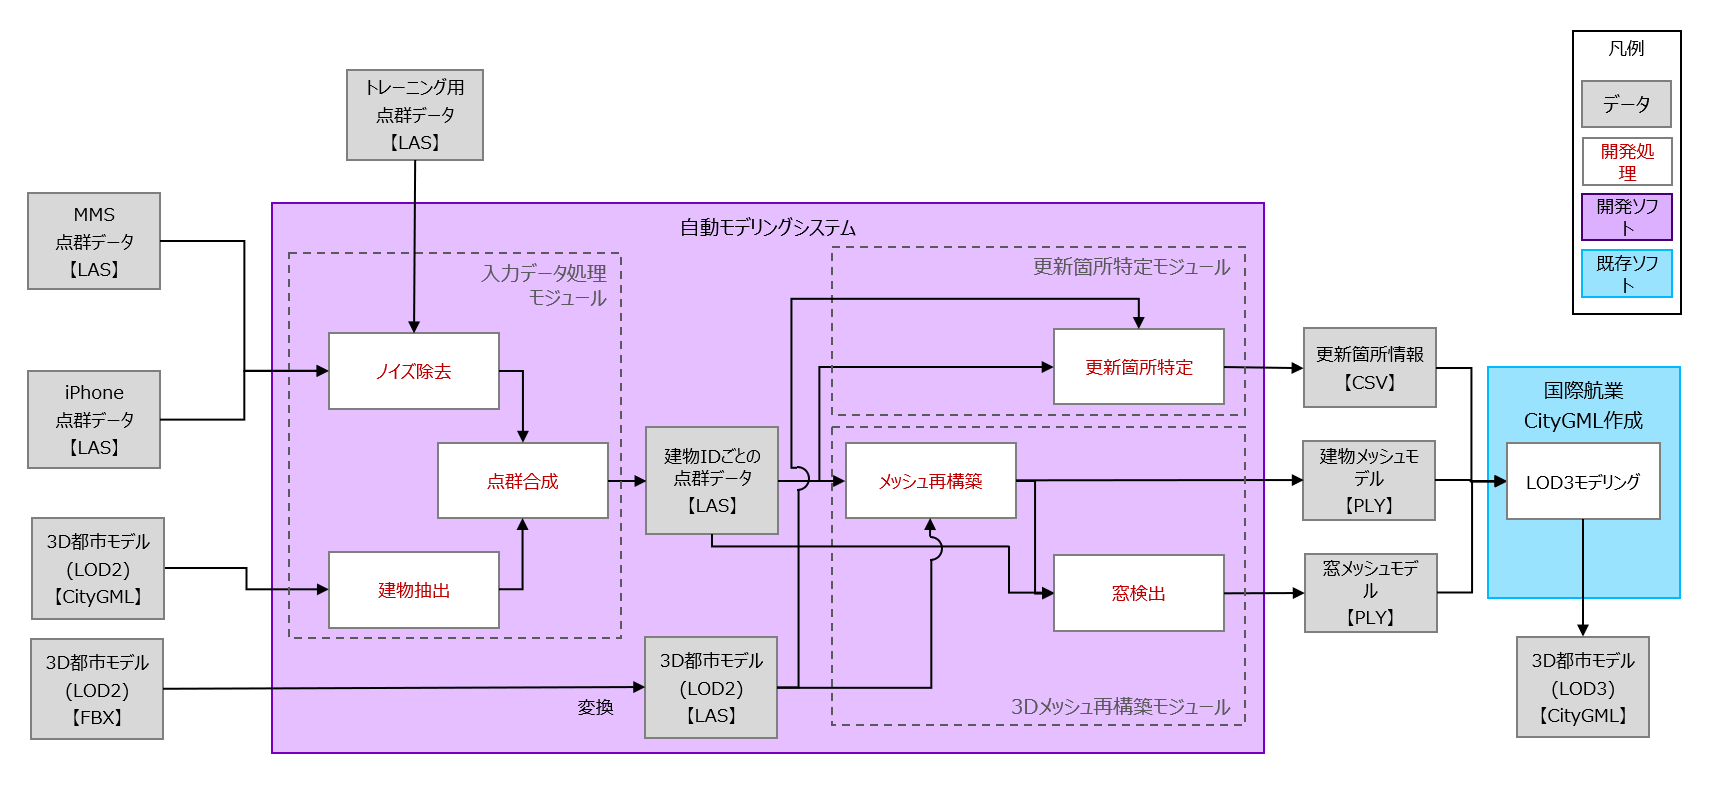 凡例
データ
開発処
理
開発ソフ
ト
既存ソフ
ト
トレーニング用
点群データ
【LAS】
MMS
点群データ
【LAS】
iPhone
点群データ
【LAS】
3D都市モデル
(LOD2)
【CityGML】
3D都市モデル
(LOD2)
【FBX】
自動モデリングシステム
入力データ処理
モジュール
ノイズ除去
点群合成
建物抽出
変換
建物IDごとの
点群データ
【LAS】
3D都市モデル
(LOD2)
【LAS】
更新箇所特定モジュール
更新箇所特定
メッシュ再構築
窓検出
3Dメッシュ再構築モジュール
更新箇所情報
【CSV】
建物メッシュモ
デル
【PLY】
窓メッシュモデ
ル
【PLY】
国際航業
CityGML作成
LOD3モデリング
3D都市モデル
(LOD3)
【CityGML】